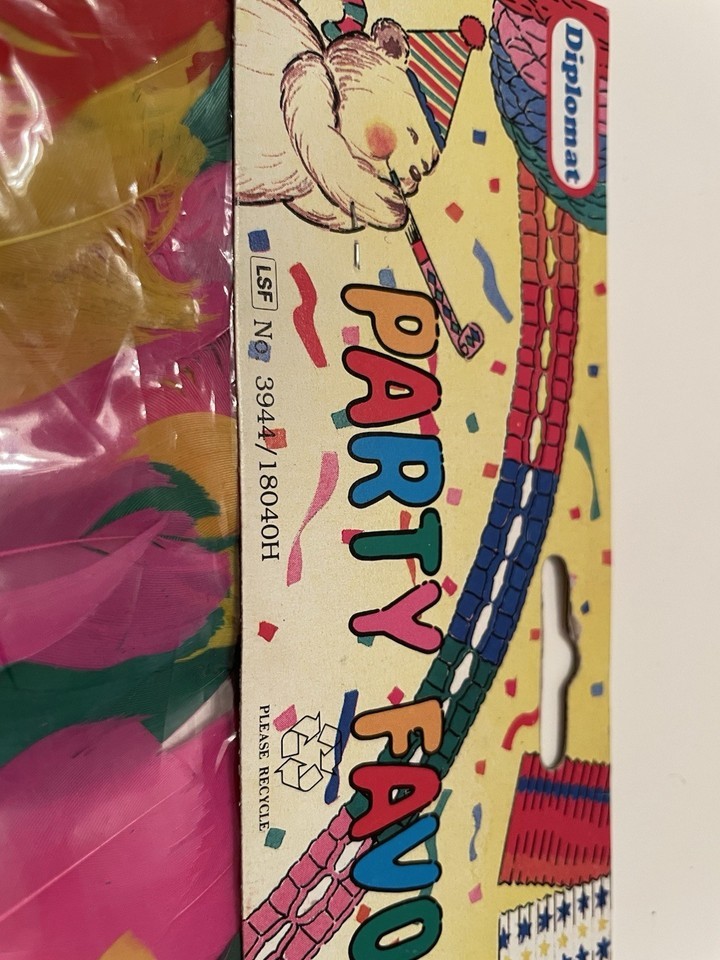 Diplomat
PARTY FAVO
LSF No. 3944/18040H
PLEASE RECYCLE